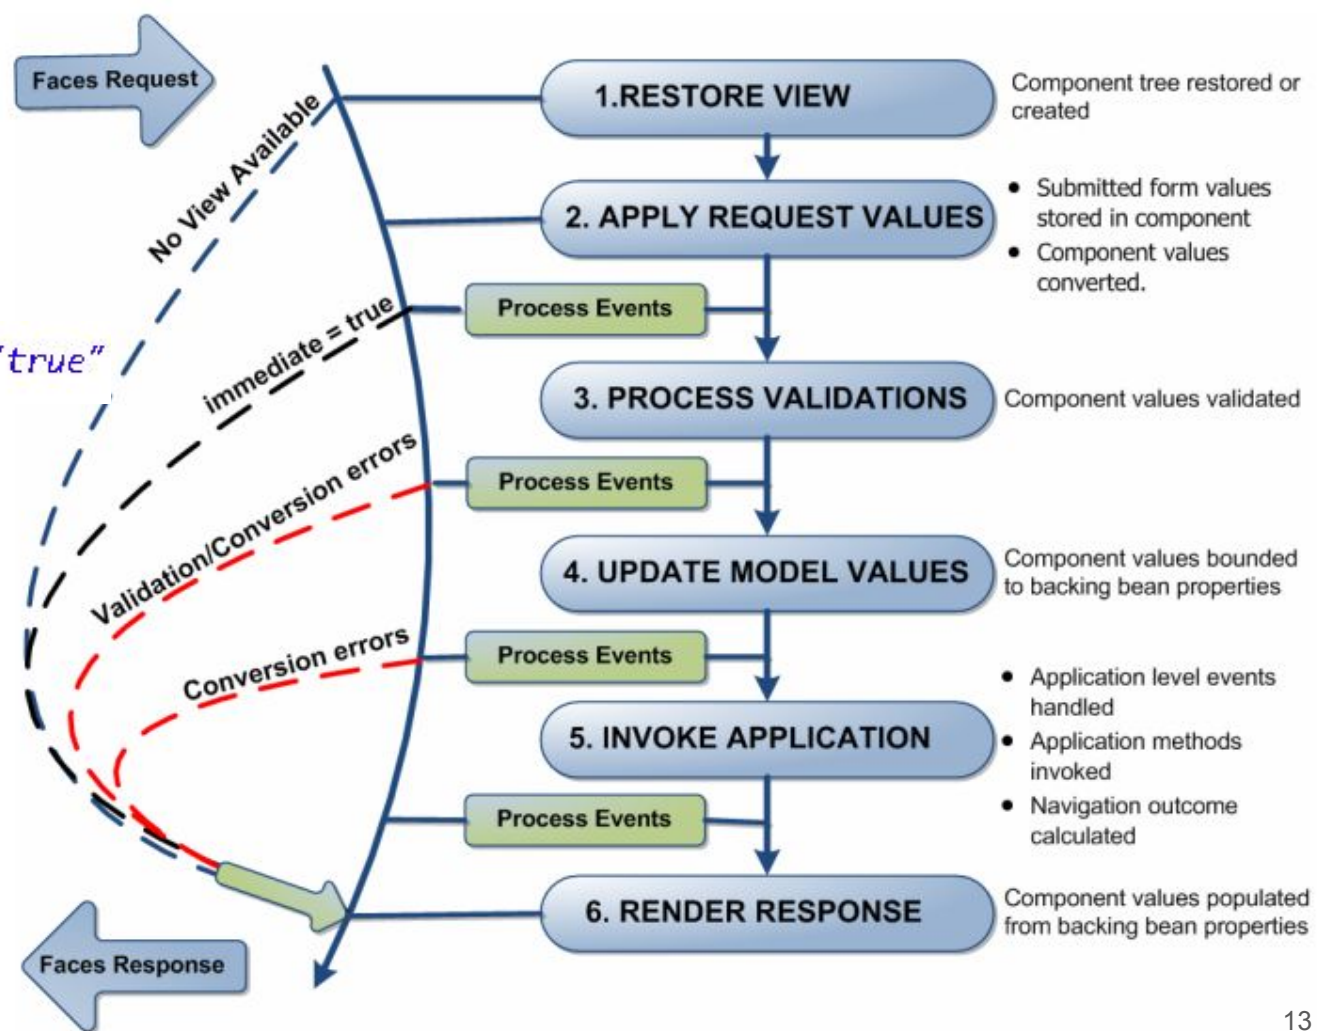 Faces Request
1.RESTORE VIEW
Component tree restored or
created
No View Available
2. APPLY REQUEST VALUES
• Submitted form values
stored in component
• Component values
converted.
Process Events
immediate = true
"true"
3. PROCESS VALIDATIONS
Component values validated
Process Events
Validation/Conversion errors
4. UPDATE MODEL VALUES
Component values bounded
to backing bean properties
Process Events
Conversion errors
5. INVOKE APPLICATION
• Application level events
handled
• Application methods
invoked
• Navigation outcome
calculated
Process Events
6. RENDER RESPONSE
Component values populated
from backing bean properties
Faces Response
13